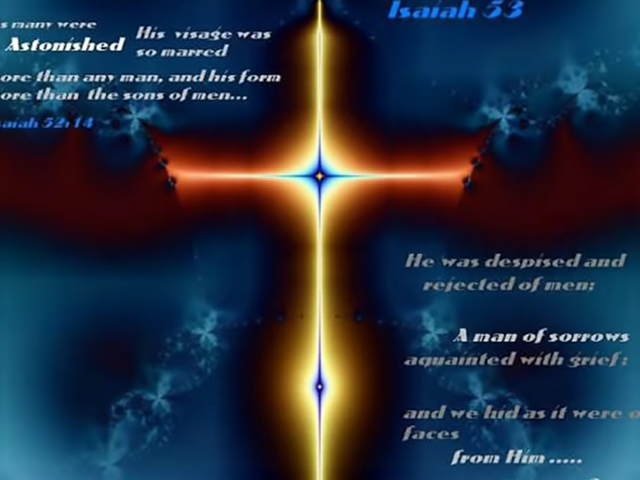 Isaiah 53
s many were
Astonished
His visage was
so marred
ore than any man, and his form
ore than the sons of men...
saiah 52:14
He was despised and
rejected of men;
A man of sorrows
aquainted with grief:
and we hid as it were o
faces
from Him .....